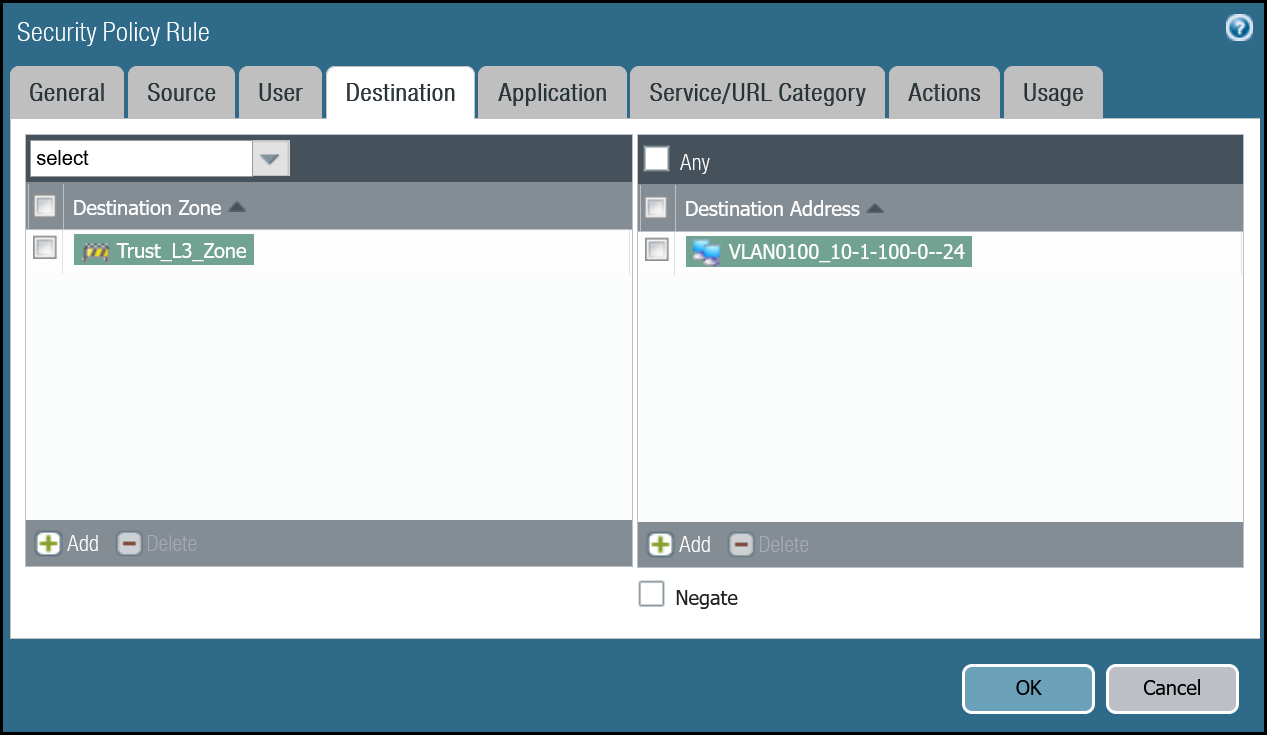 Security Policy Rule
?
General Source User Destination Application Service/URL Category Actions Usage
select
Any
Destination Zone
Destination Address
Trust_L3_Zone
VLAN0100_10-1-100-0--24
Add Delete
Add Delete
Negate
OK Cancel